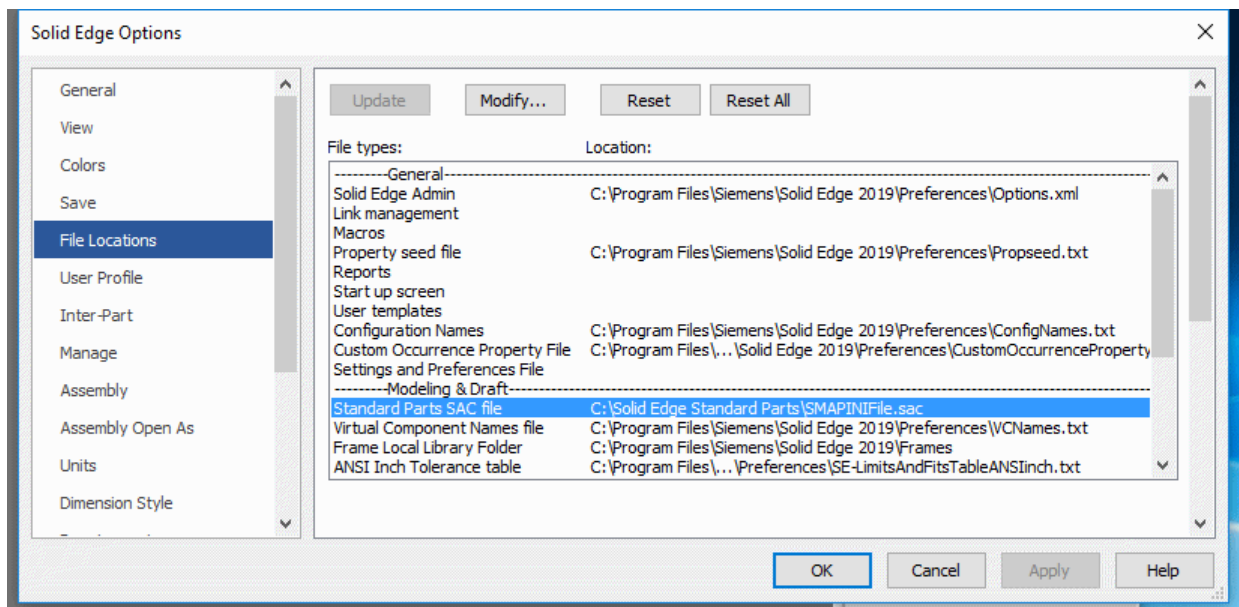 Solid Edge Options
General
View
Colors
Save
File Locations
User Profile
Inter-Part
Manage
Assembly
Assembly Open As
Units
Dimension Style
Update Modify... Reset Reset All
File types: Location:
---------General---------
Solid Edge Admin C:\Program Files\Siemens\Solid Edge 2019\Preferences\Options.xml
Link management
Macros
Property seed file C:\Program Files\Siemens\Solid Edge 2019\Preferences\Propseed.txt
Reports
Start up screen
User templates
Configuration Names C:\Program Files\Siemens\Solid Edge 2019\Preferences\ConfigNames.txt
Custom Occurrence Property File C:\Program Files\...\Solid Edge 2019\Preferences\CustomOccurrenceProperty
Settings and Preferences File
---------Modeling & Draft---------
Standard Parts SAC file C:\Solid Edge Standard Parts\SMAPINIFile.sac
Virtual Component Names file C:\Program Files\Siemens\Solid Edge 2019\Preferences\VCNames.txt
Frame Local Library Folder C:\Program Files\Siemens\Solid Edge 2019\Frames
ANSI Inch Tolerance table C:\Program Files\...\Preferences\SE-LimitsAndFitsTableANSIinch.txt
OK Cancel Apply Help